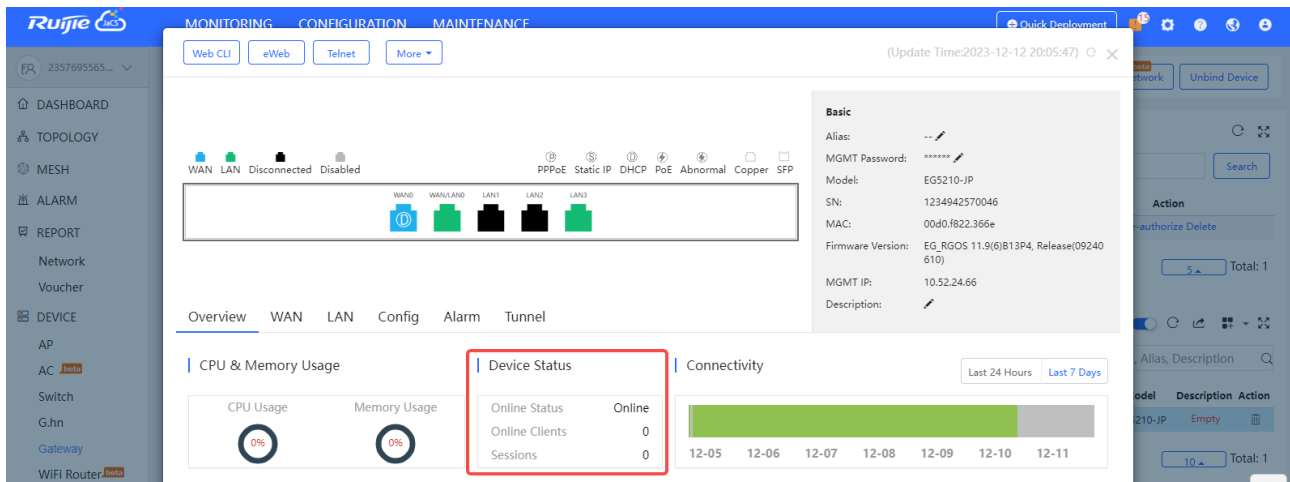 Ruijie JaCS MONITORING CONFIGURATION MAINTENANCE Quick Deployment 15
2357695565...
DASHBOARD
TOPOLOGY
MESH
ALARM
REPORT
Network
Voucher
DEVICE
AP
AC beta
Switch
G.hn
Gateway
WiFi Router beta
Web CLI eWeb Telnet More
(Update Time:2023-12-12 20:05:47)
WAN LAN Disconnected Disabled
PPPoE Static IP DHCP PoE Abnormal Copper SFP
WAN0 WAN/LAN0 LAN1 LAN2 LAN3
Basic
Alias: --
MGMT Password: ******
Model: EG5210-JP
SN: 1234942570046
MAC: 00d0.f822.366e
Firmware Version: EG_RGOS 11.9(6)B13P4, Release(09240
610)
MGMT IP: 10.52.24.66
Description:
Overview WAN LAN Config Alarm Tunnel
CPU & Memory Usage
CPU Usage Memory Usage
0% 0%
Device Status
Online Status Online
Online Clients 0
Sessions 0
Connectivity
Last 24 Hours Last 7 Days
12-05 12-06 12-07 12-08 12-09 12-10 12-11
beta
etwork Unbind Device
Search
Action
-authorize Delete
5 Total: 1
, Alias, Description
odel Description Action
5210-JP Empty
10 Total: 1